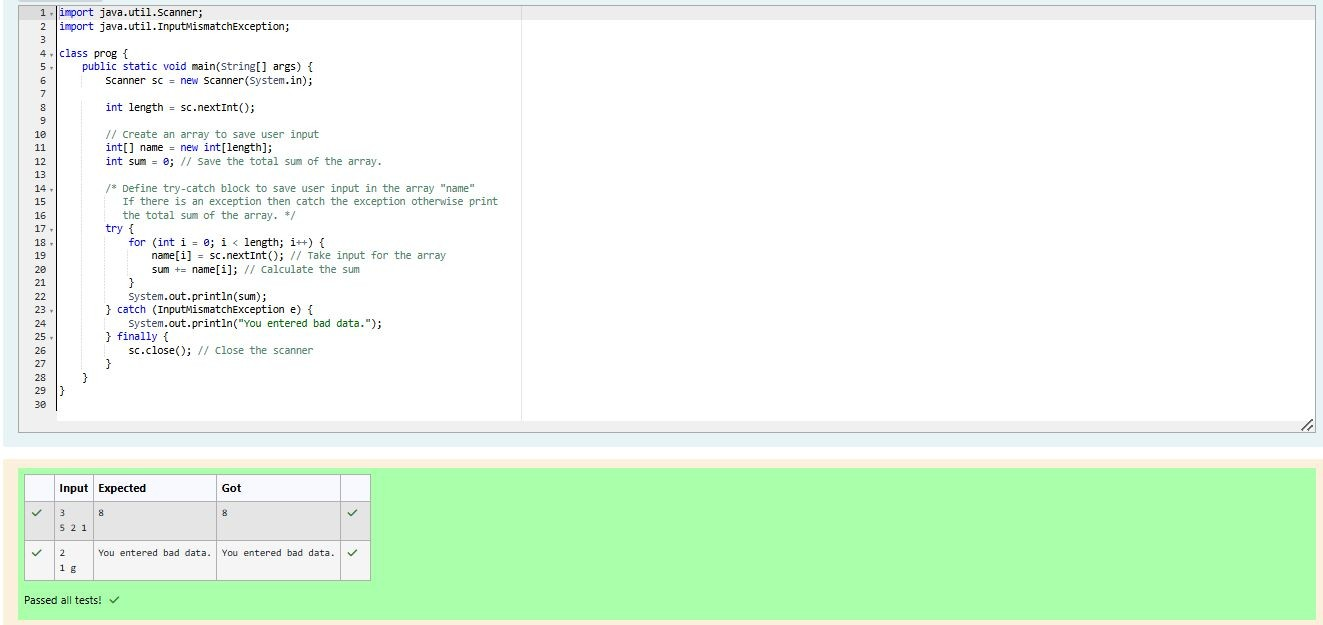 1 import java.util.Scanner;
2 import java.util.InputMismatchException;
3
4 class prog {
5     public static void main(String[] args) {
6         Scanner sc = new Scanner(System.in);
7
8         int length = sc.nextInt();
9
10         // Create an array to save user input
11         int[] name = new int[length];
12         int sum = 0; // Save the total sum of the array.
13
14         /* Define try-catch block to save user input in the array "name"
15            If there is an exception then catch the exception otherwise print
16            the total sum of the array. */
17         try {
18             for (int i = 0; i < length; i++) {
19                 name[i] = sc.nextInt(); // Take input for the array
20                 sum += name[i]; // Calculate the sum
21             }
22             System.out.println(sum);
23         } catch (InputMismatchException e) {
24             System.out.println("You entered bad data.");
25         } finally {
26             sc.close(); // Close the scanner
27         }
28     }
29 }
30
Input Expected Got
3 8 8
5 2 1
2 You entered bad data. You entered bad data.
1 g
Passed all tests!